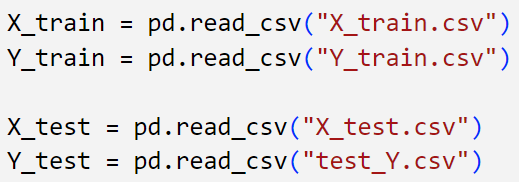 X_train = pd.read_csv("X_train.csv")
Y_train = pd.read_csv("Y_train.csv")
X_test = pd.read_csv("X_test.csv")
Y_test = pd.read_csv("test_Y.csv")